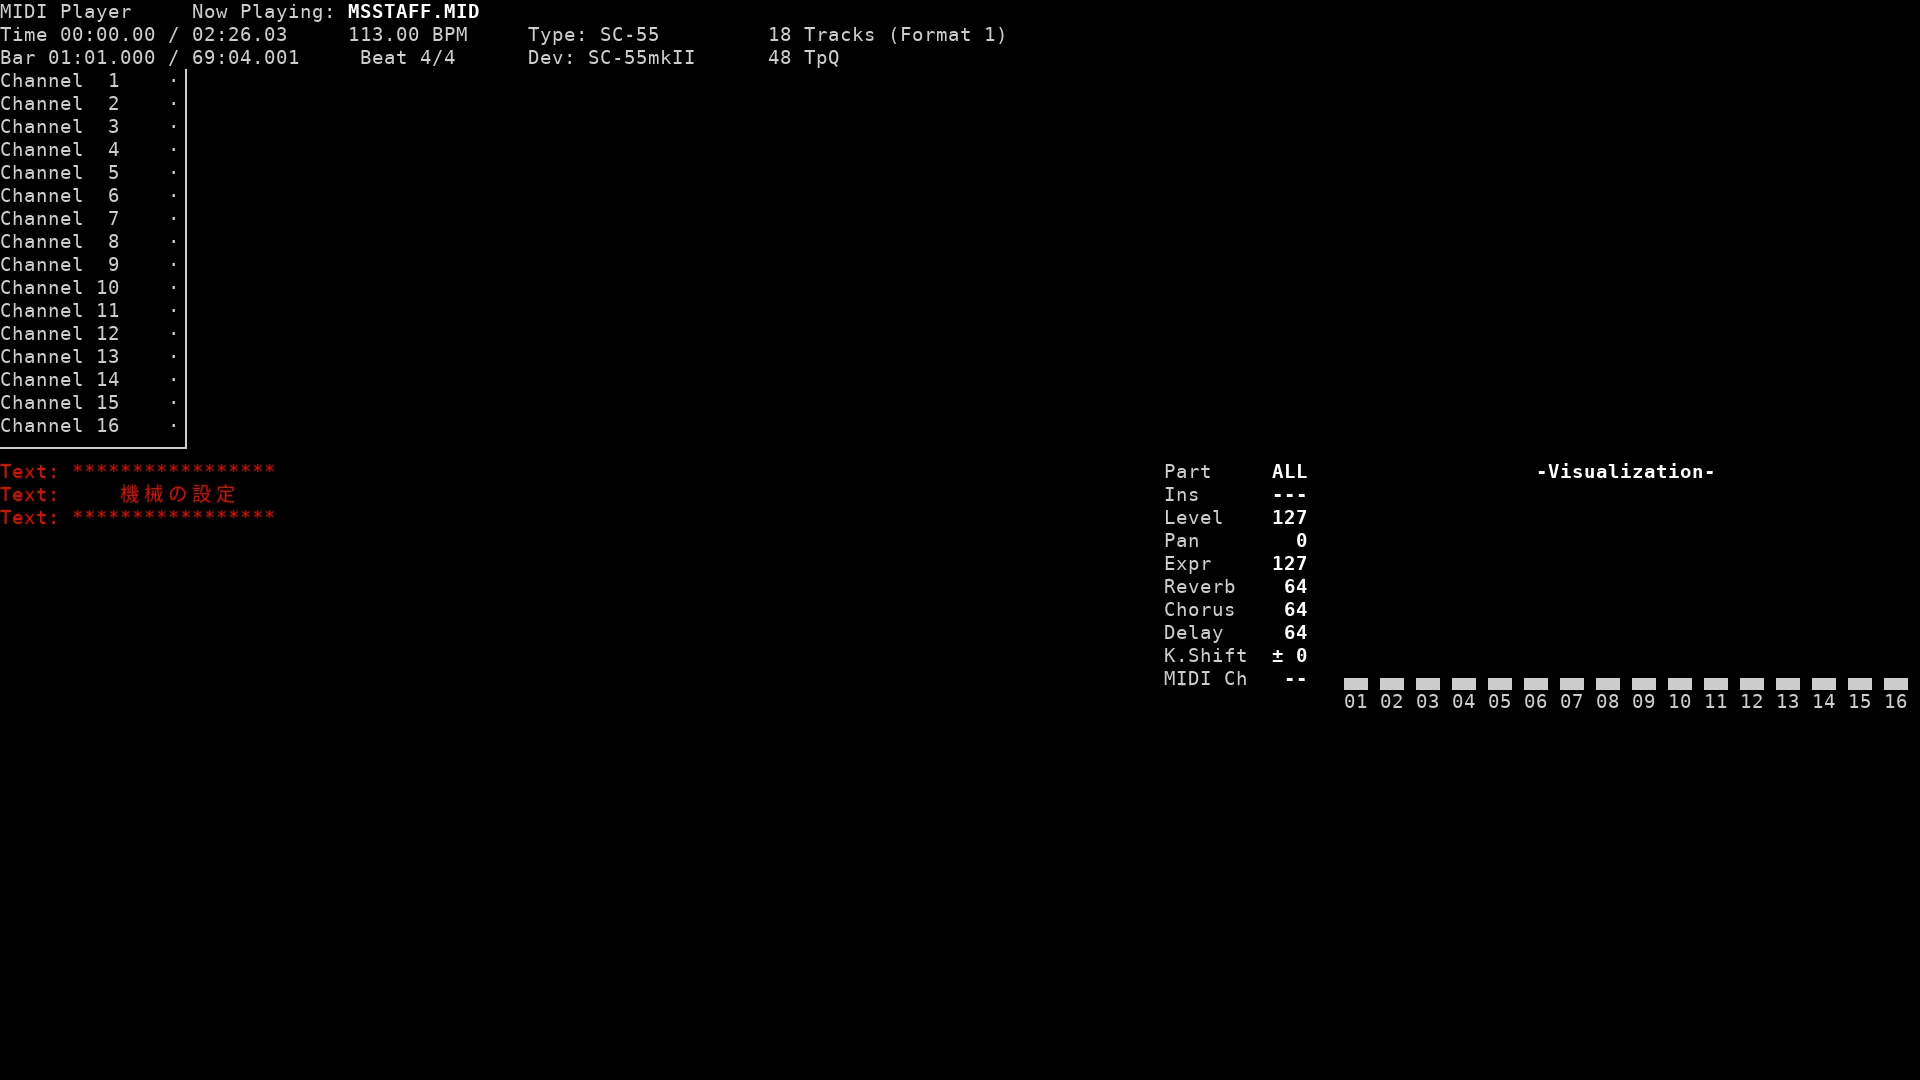 MIDI Player     Now Playing: MSSTAFF.MID
Time 00:00.00 / 02:26.03     113.00 BPM     Type: SC-55         18 Tracks (Format 1)
Bar 01:01.000 / 69:04.001     Beat 4/4      Dev: SC-55mkII      48 TpQ
Channel  1    ·
Channel  2    ·
Channel  3    ·
Channel  4    ·
Channel  5    ·
Channel  6    ·
Channel  7    ·
Channel  8    ·
Channel  9    ·
Channel 10    ·
Channel 11    ·
Channel 12    ·
Channel 13    ·
Channel 14    ·
Channel 15    ·
Channel 16    ·
Text: *****************
Text:     機械の設定
Text: *****************
Part     ALL
Ins      ---
Level    127
Pan        0
Expr     127
Reverb    64
Chorus    64
Delay     64
K.Shift  ± 0
MIDI Ch   --
-Visualization-
01 02 03 04 05 06 07 08 09 10 11 12 13 14 15 16